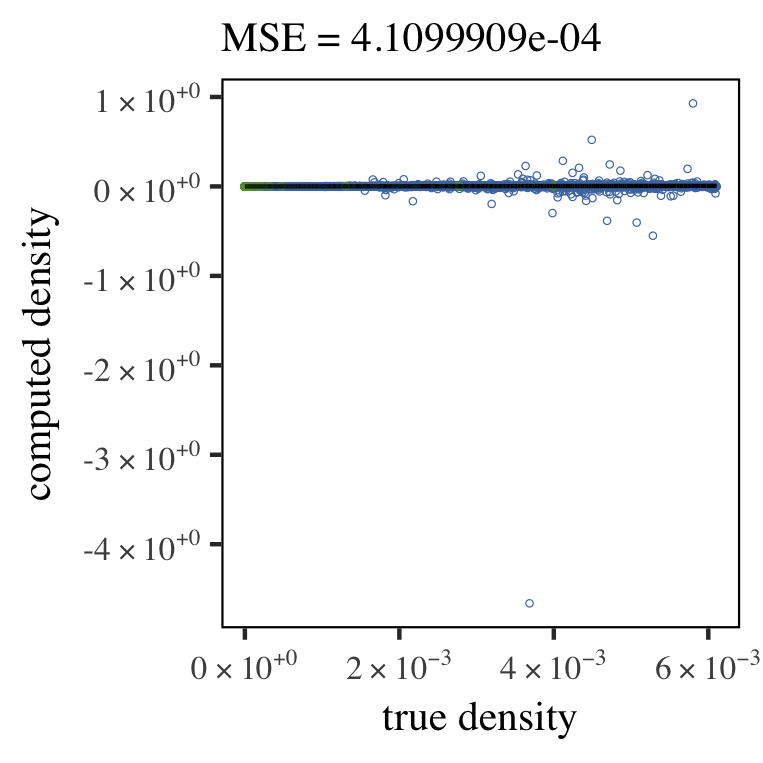 MSE = 4.1099909e-04
1 × 10⁺⁰
0 × 10⁺⁰
-1 × 10⁺⁰
-2 × 10⁺⁰
-3 × 10⁺⁰
-4 × 10⁺⁰
computed density
0 × 10⁺⁰ 2 × 10⁻³ 4 × 10⁻³ 6 × 10⁻³
true density